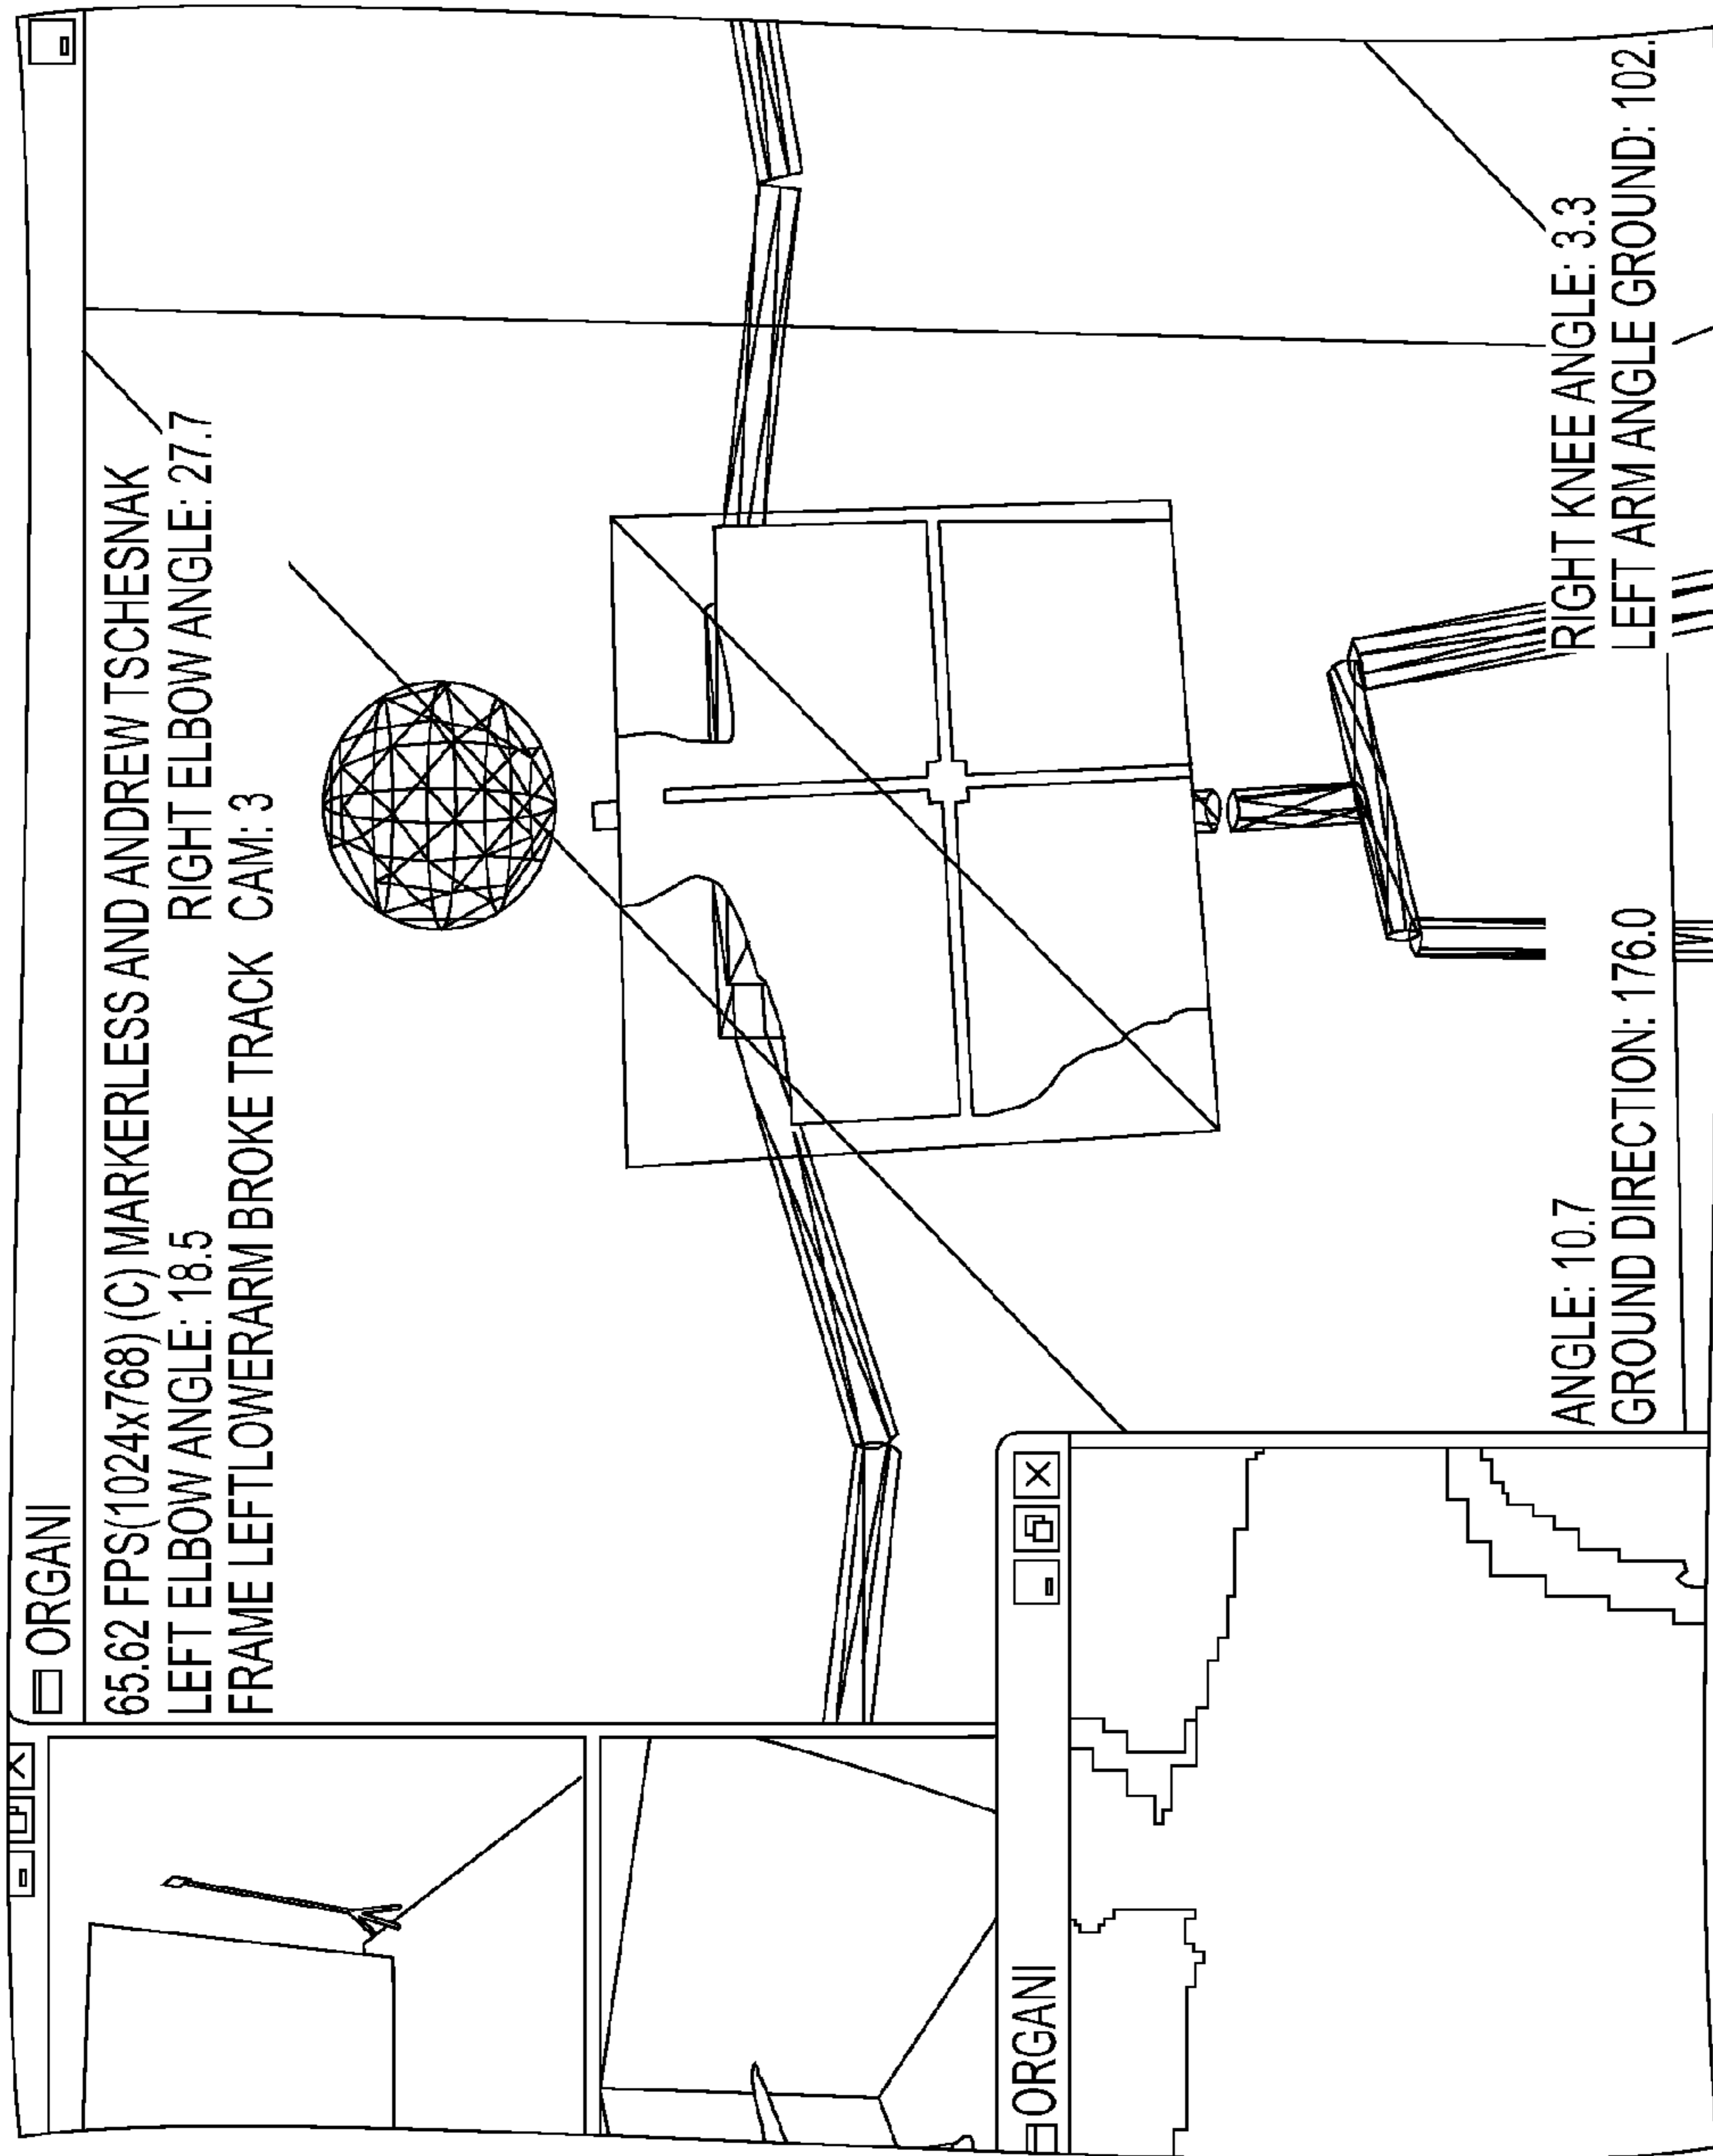 ORGANI
65.62 FPS(1024x768) (C) MARKERLESS AND ANDREW TSCHESNAK
LEFT ELBOW ANGLE: 18.5 RIGHT ELBOW ANGLE: 27.7
FRAME LEFTLOWERARM BROKE TRACK CAM: 3
ORGANI
ANGLE: 10.7 RIGHT KNEE ANGLE: 3.3
GROUND DIRECTION: 176.0 LEFT ARM ANGLE GROUND: 102.